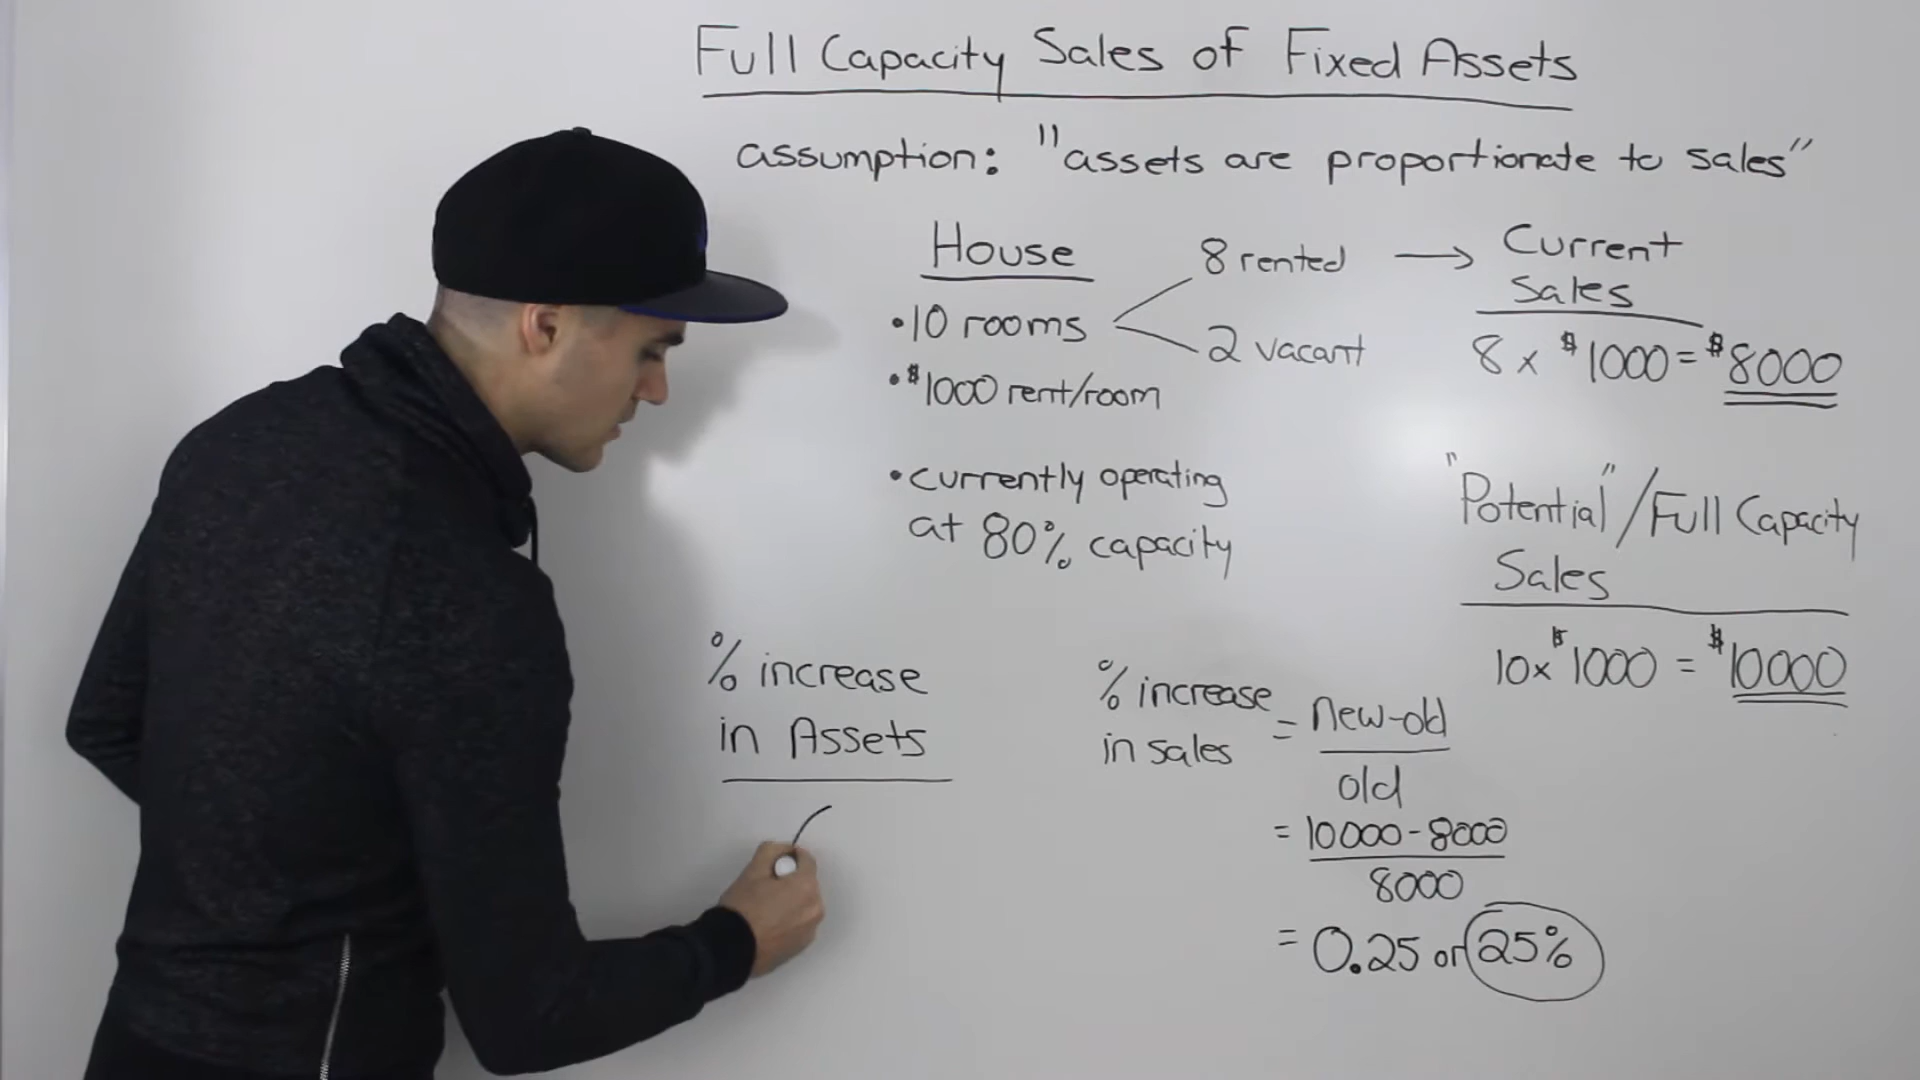 Full Capacity Sales of Fixed Assets
assumption: "assets are proportionate to sales"
House
• 10 rooms
8 rented →
2 vacant
• $1000 rent/room
• currently operating
at 80% capacity
Current
Sales
8 x $1000 = $8000
"Potential"/Full Capacity
Sales
10 x $1000 = $10000
% increase
in Assets
% increase
in sales
= new-old
old
= 10000 - 8000
8000
= 0.25 or 25%